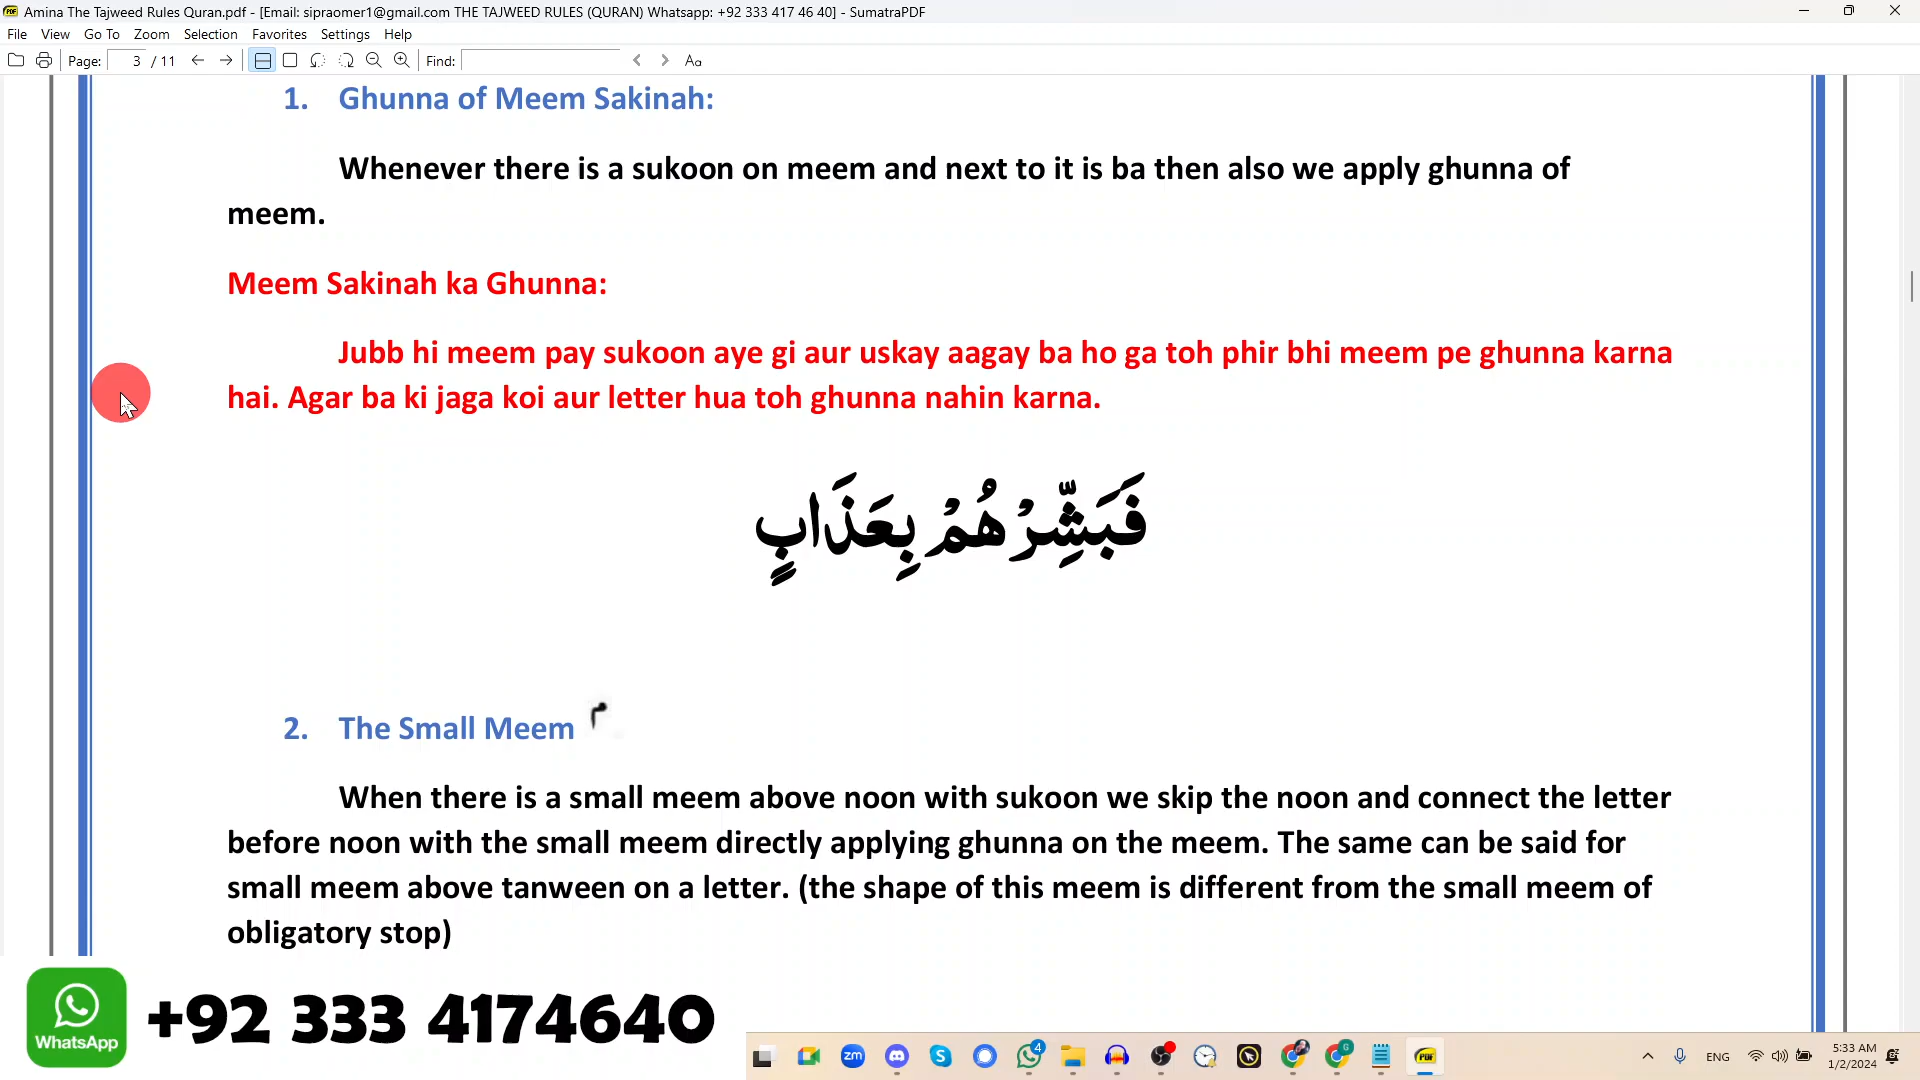 Amina The Tajweed Rules Quran.pdf - [Email: sipraomer1@gmail.com THE TAJWEED RULES (QURAN) Whatsapp: +92 333 417 46 40] - SumatraPDF
File View Go To Zoom Selection Favorites Settings Help
Page: 3 / 11 Find: Aa
1. Ghunna of Meem Sakinah:
Whenever there is a sukoon on meem and next to it is ba then also we apply ghunna of
meem.
Meem Sakinah ka Ghunna:
Jubb hi meem pay sukoon aye gi aur uskay aagay ba ho ga toh phir bhi meem pe ghunna karna
hai. Agar ba ki jaga koi aur letter hua toh ghunna nahin karna.
فَبَشِّرْهُمْ بِعَذَابٍ
2. The Small Meem م
When there is a small meem above noon with sukoon we skip the noon and connect the letter
before noon with the small meem directly applying ghunna on the meem. The same can be said for
small meem above tanween on a letter. (the shape of this meem is different from the small meem of
obligatory stop)
WhatsApp
+92 333 4174640
zm
4
G
PDF
ENG
5:33 AM
1/2/2024